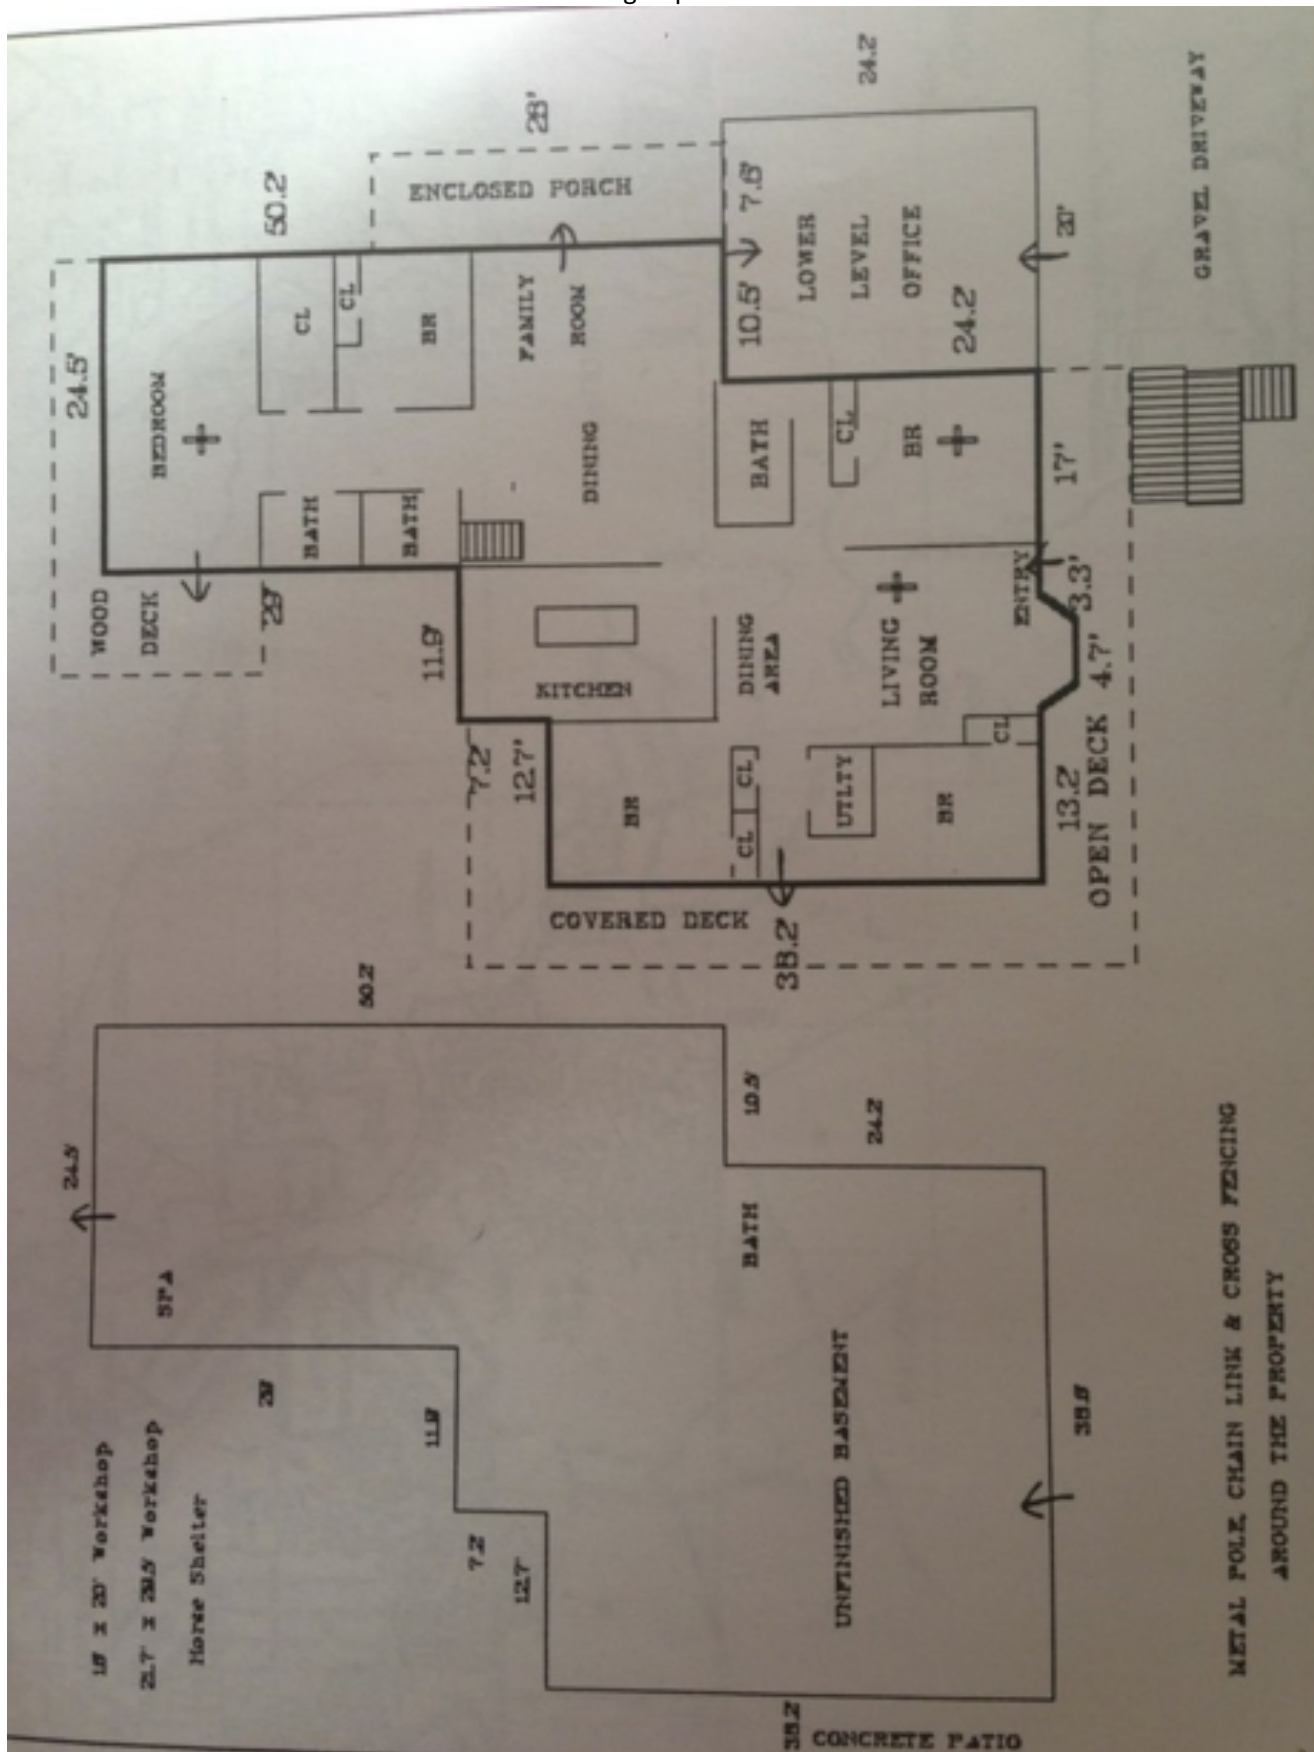 24.5'
WOOD
DECK
BEDROOM
50.2'
CL
CL
BR
BATH
BATH
29'
ENCLOSED PORCH
28'
FAMILY
ROOM
DINING
11.9'
KITCHEN
7.2'
12.7'
BR
DINING
AREA
CL
CL
UTLTY
BR
CL
LIVING
ROOM
ENTRY
BATH
CL
BR
10.5'
7.6'
LOWER
LEVEL
OFFICE
24.2'
24.2'
20'
17'
3.3'
4.7'
13.2'
OPEN DECK
COVERED DECK
38.2'
GRAVEL DRIVEWAY
24.5'
50.2'
SPA
29'
11.9'
7.2'
12.7'
10.5'
24.2'
BATH
UNFINISHED BASEMENT
38.2'
CONCRETE PATIO
Workshop
Workshop
Horse Shelter
METAL POLE, CHAIN LINK & CROSS FENCING
AROUND THE PROPERTY